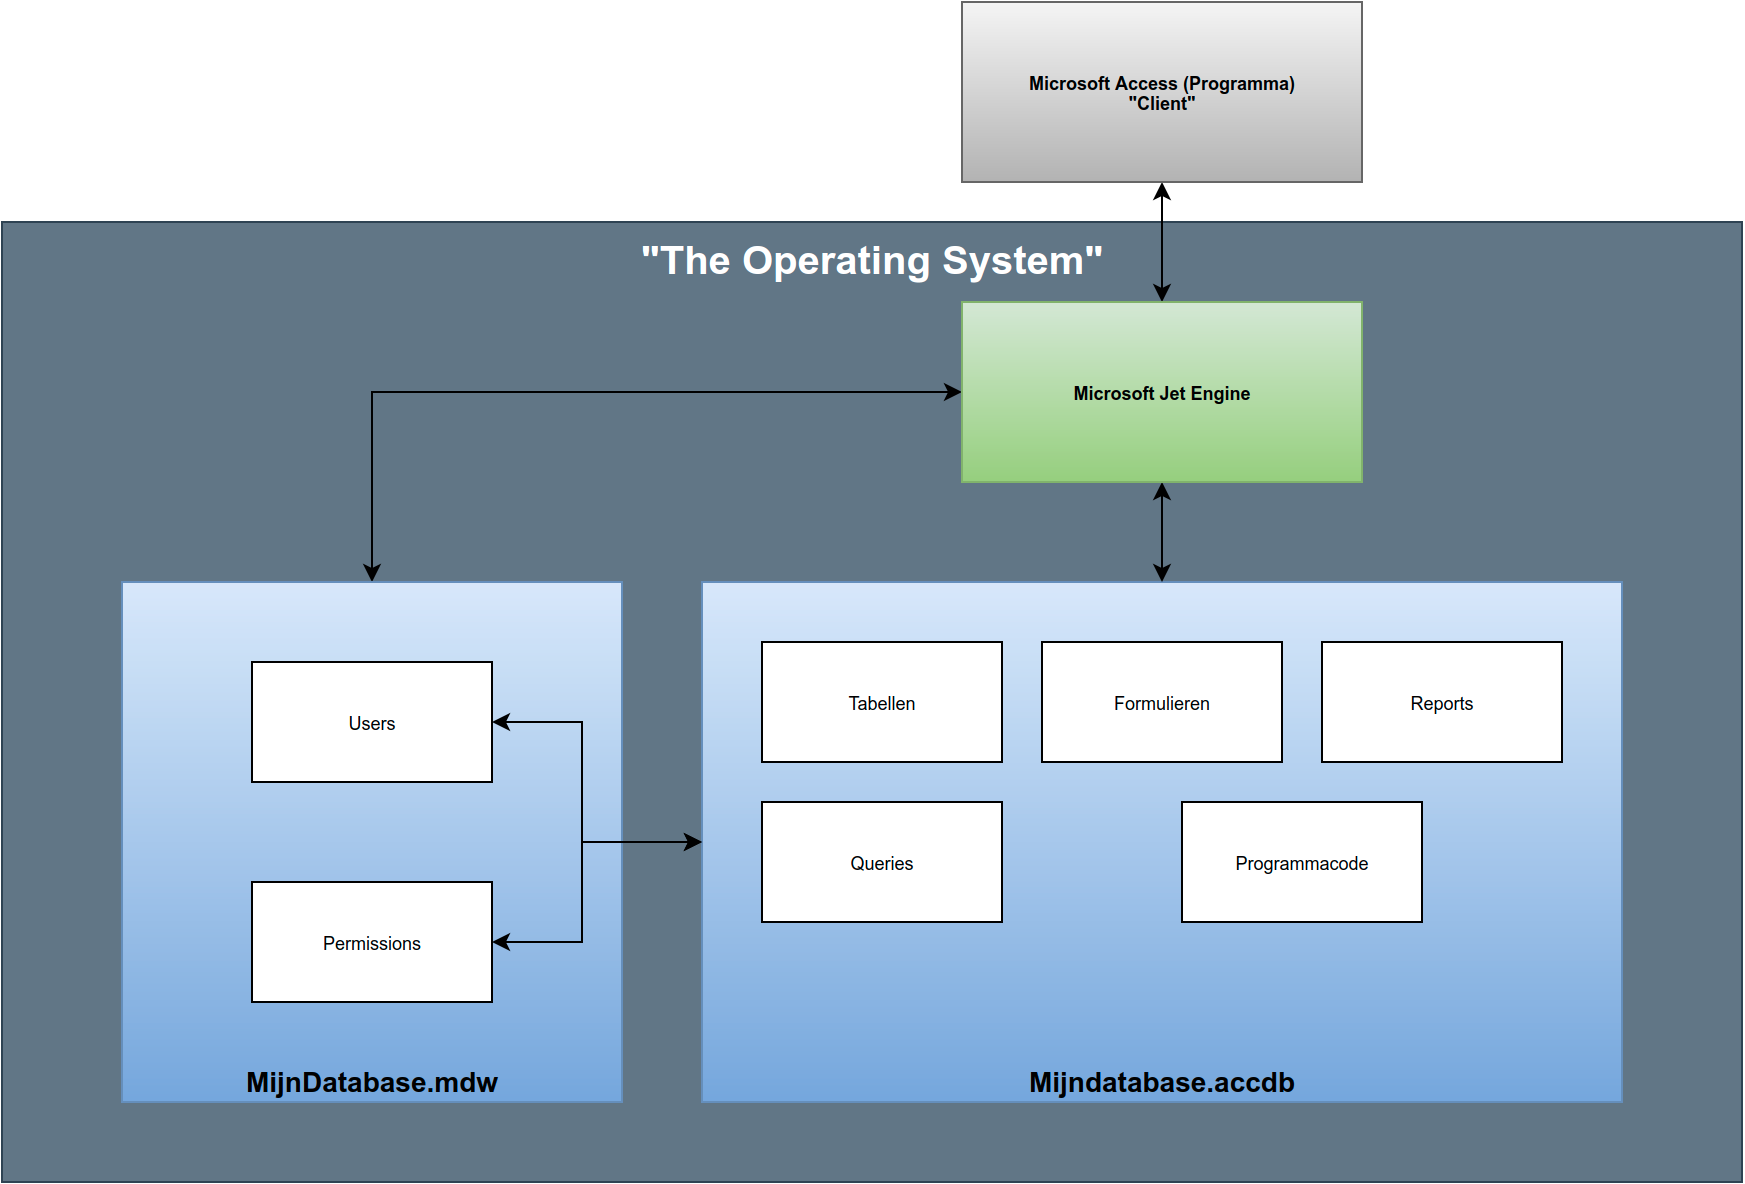 Microsoft Access (Programma)
"Client"
"The Operating System"
Microsoft Jet Engine
Users
Permissions
MijnDatabase.mdw
Tabellen
Formulieren
Reports
Queries
Programmacode
Mijndatabase.accdb